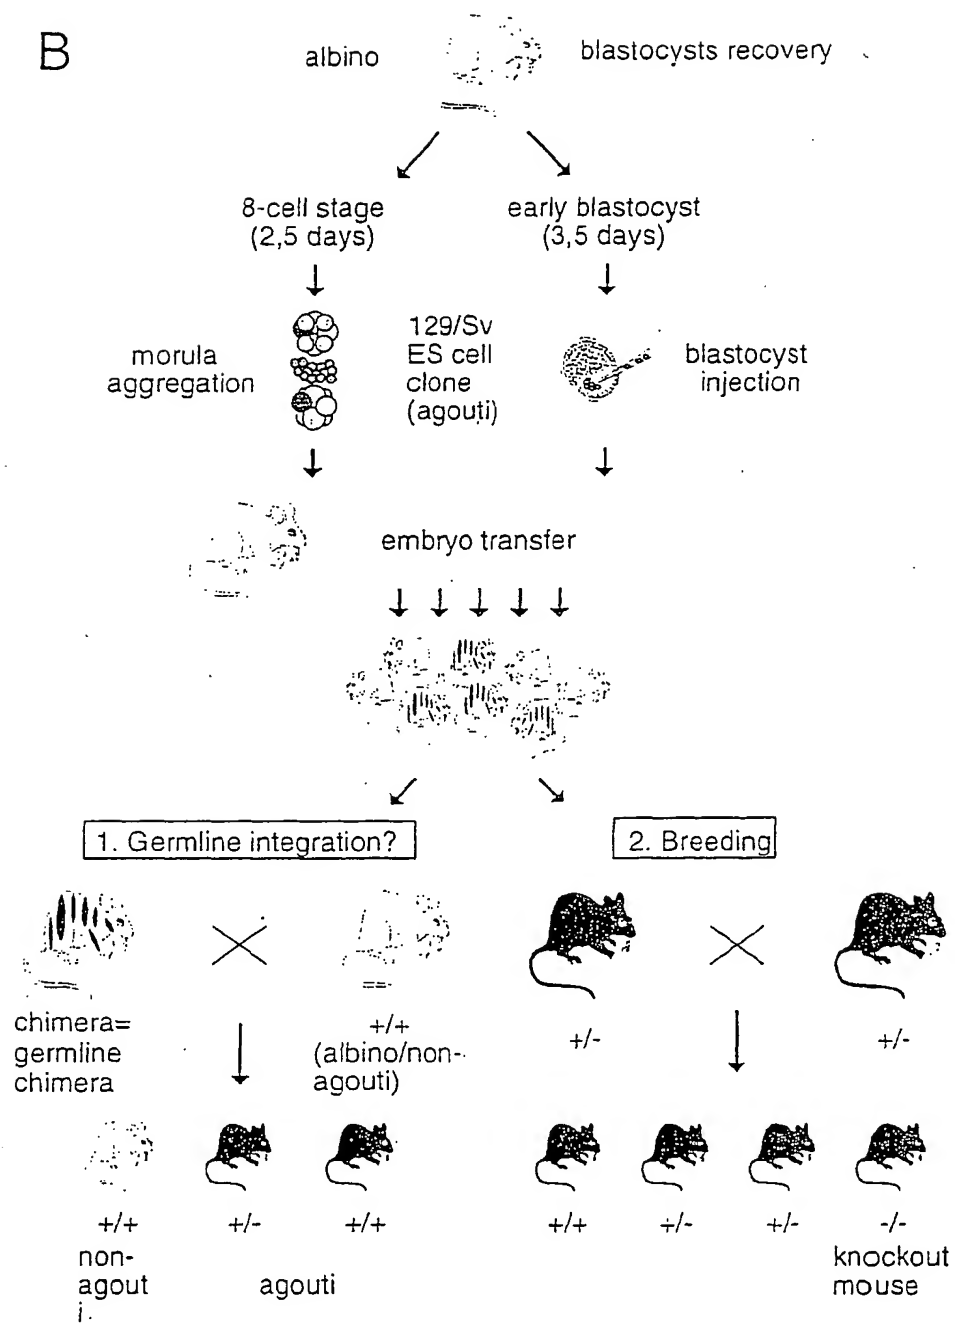 B
albino
blastocysts recovery
8-cell stage
(2,5 days)
early blastocyst
(3,5 days)
morula
aggregation
129/Sv
ES cell
clone
(agouti)
blastocyst
injection
embryo transfer
1. Germline integration?
2. Breeding
chimera=
germline
chimera
+/+
(albino/non-
agouti)
+/-
+/-
+/+
+/-
+/+
non-
agout
i.
agouti
+/+
+/-
+/-
-/-
knockout
mouse